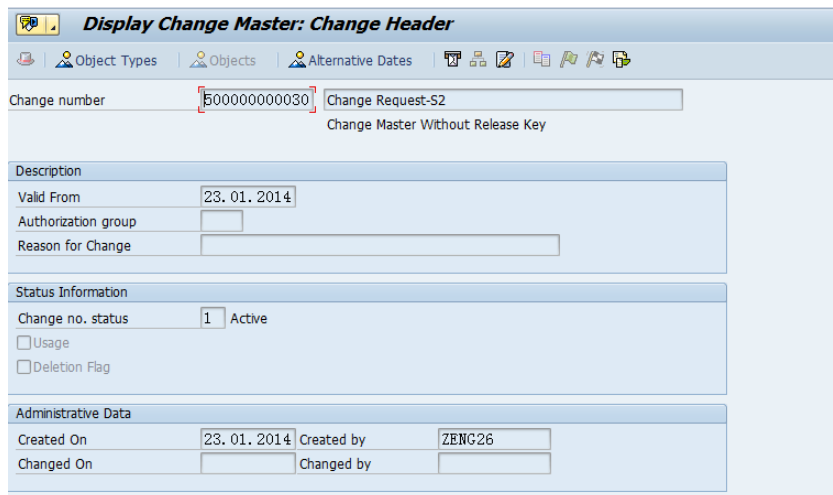 Display Change Master: Change Header
Object Types Objects Alternative Dates
Change number 500000000030 Change Request-S2
Change Master Without Release Key
Description
Valid From 23.01.2014
Authorization group
Reason for Change
Status Information
Change no. status 1 Active
Usage
Deletion Flag
Administrative Data
Created On 23.01.2014 Created by ZENG26
Changed On Changed by